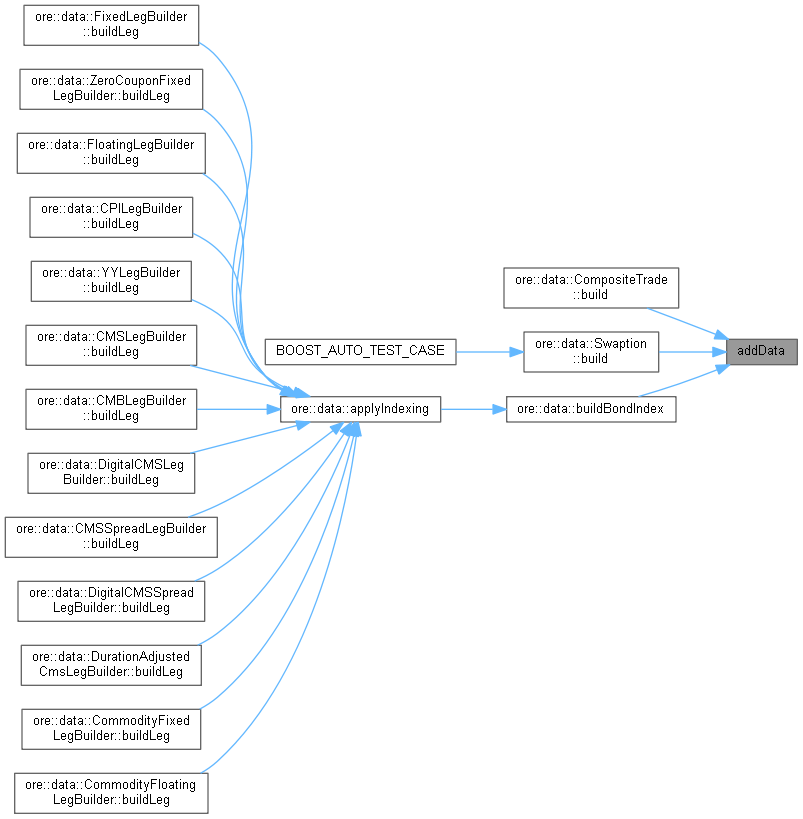 ore::data::FixedLegBuilder
::buildLeg
ore::data::ZeroCouponFixed
LegBuilder::buildLeg
ore::data::FloatingLegBuilder
::buildLeg
ore::data::CPILegBuilder
::buildLeg
ore::data::YYLegBuilder
::buildLeg
ore::data::CMSLegBuilder
::buildLeg
ore::data::CMBLegBuilder
::buildLeg
ore::data::DigitalCMSLeg
Builder::buildLeg
ore::data::CMSSpreadLegBuilder
::buildLeg
ore::data::DigitalCMSSpread
LegBuilder::buildLeg
ore::data::DurationAdjusted
CmsLegBuilder::buildLeg
ore::data::CommodityFixed
LegBuilder::buildLeg
ore::data::CommodityFloating
LegBuilder::buildLeg
BOOST_AUTO_TEST_CASE
ore::data::applyIndexing
ore::data::CompositeTrade
::build
ore::data::Swaption
::build
ore::data::buildBondIndex
addData